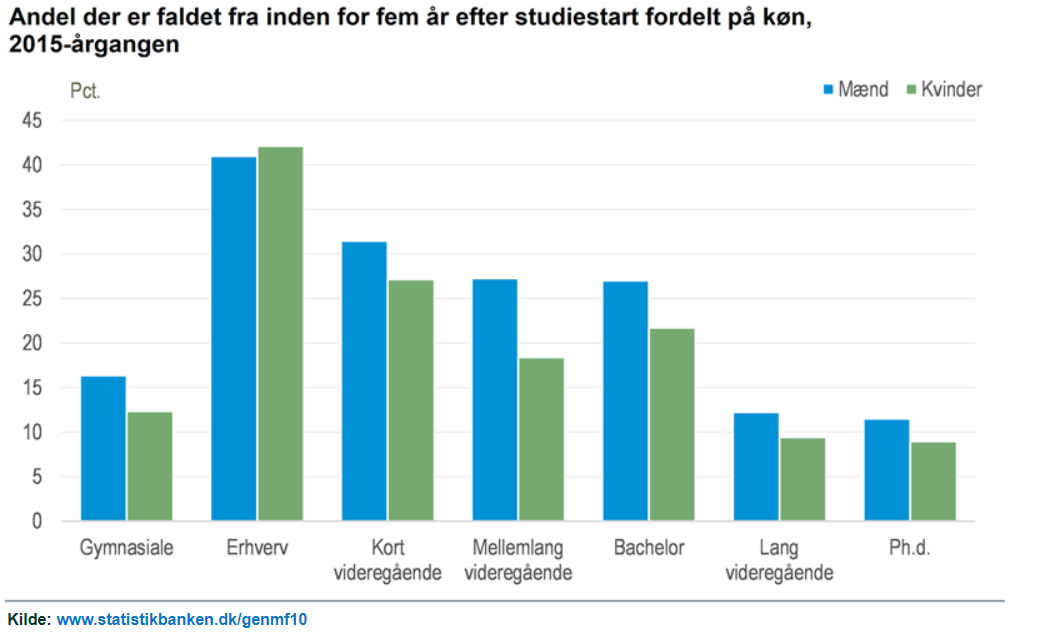 Andel der er faldet fra inden for fem år efter studiestart fordelt på køn,
2015-årgangen
Pct.
Mænd Kvinder
45
40
35
30
25
20
15
10
5
0
Gymnasiale Erhverv Kort Mellemlang Bachelor Lang Ph.d.
videregående videregående videregående
Kilde: www.statistikbanken.dk/genmf10